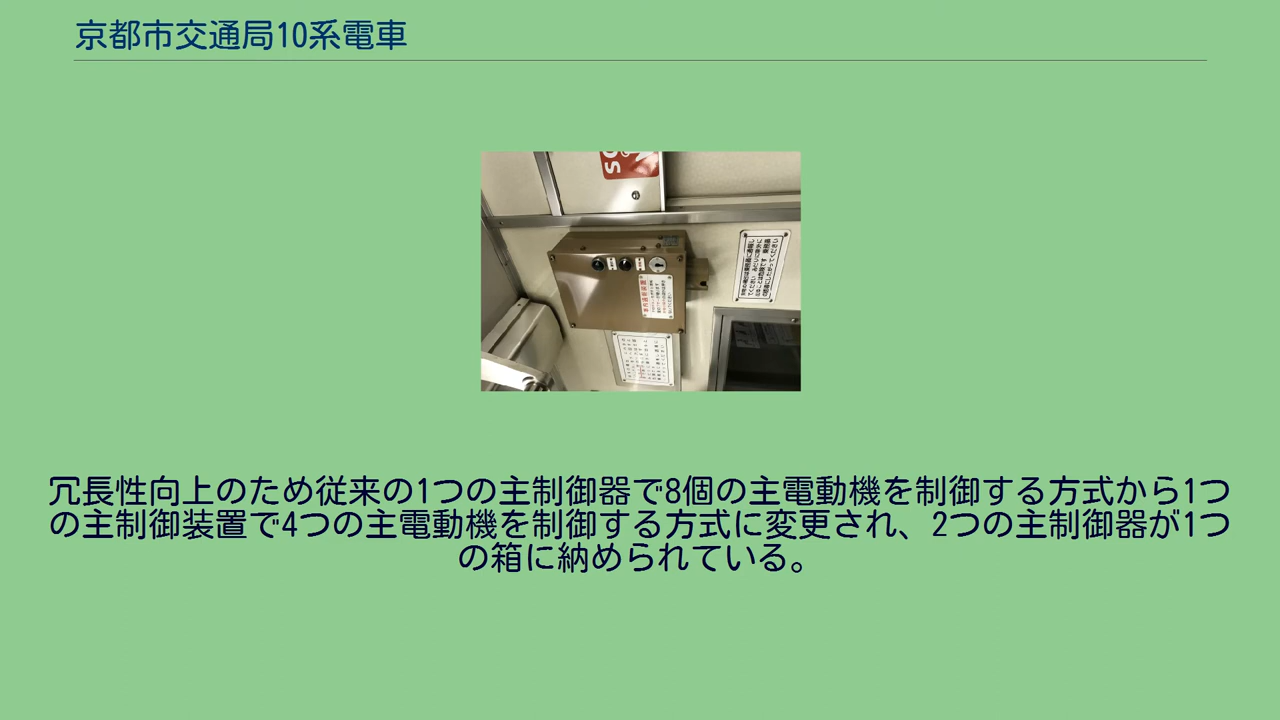 京都市交通局10系電車
冗長性向上のため従来の1つの主制御器で8個の主電動機を制御する方式から1つ
の主制御装置で4つの主電動機を制御する方式に変更され、2つの主制御器が1つ
の箱に納められている。